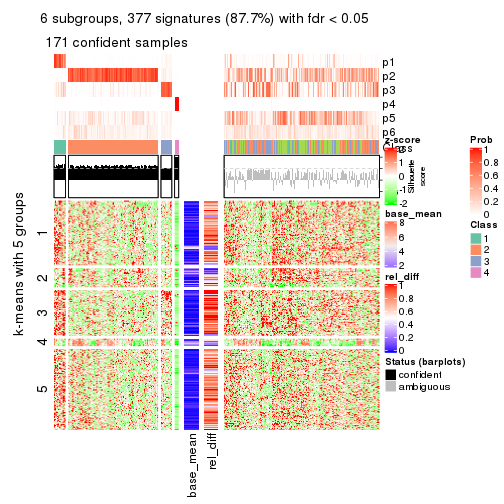 6 subgroups, 377 signatures (87.7%) with fdr < 0.05
171 confident samples
p1
p2
p3
p4
p5
p6
Class
Silhouette
score
k-means with 5 groups
1
2
3
4
5
base_mean
rel_diff
z-score
2
1
0
-1
-2
base_mean
8
6
4
2
rel_diff
1
0.8
0.6
0.4
0.2
0
Status (barplots)
confident
ambiguous
Prob
1
0.8
0.6
0.4
0.2
0
Class
1
2
3
4